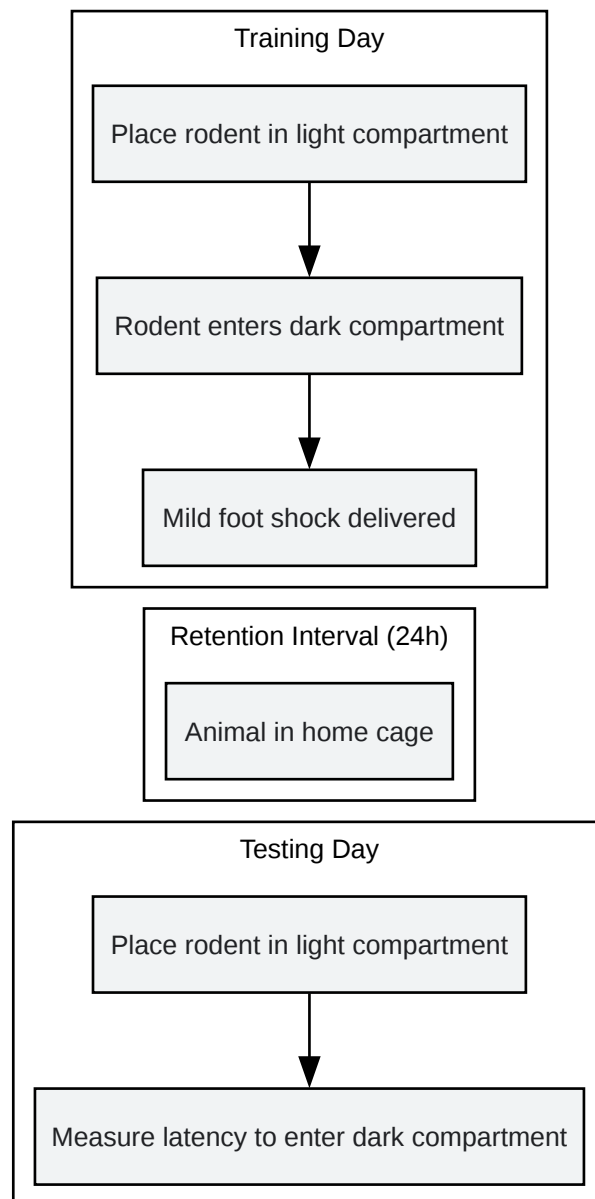 Training Day
Place rodent in light compartment
Rodent enters dark compartment
Mild foot shock delivered
Retention Interval (24h)
Animal in home cage
Testing Day
Place rodent in light compartment
Measure latency to enter dark compartment